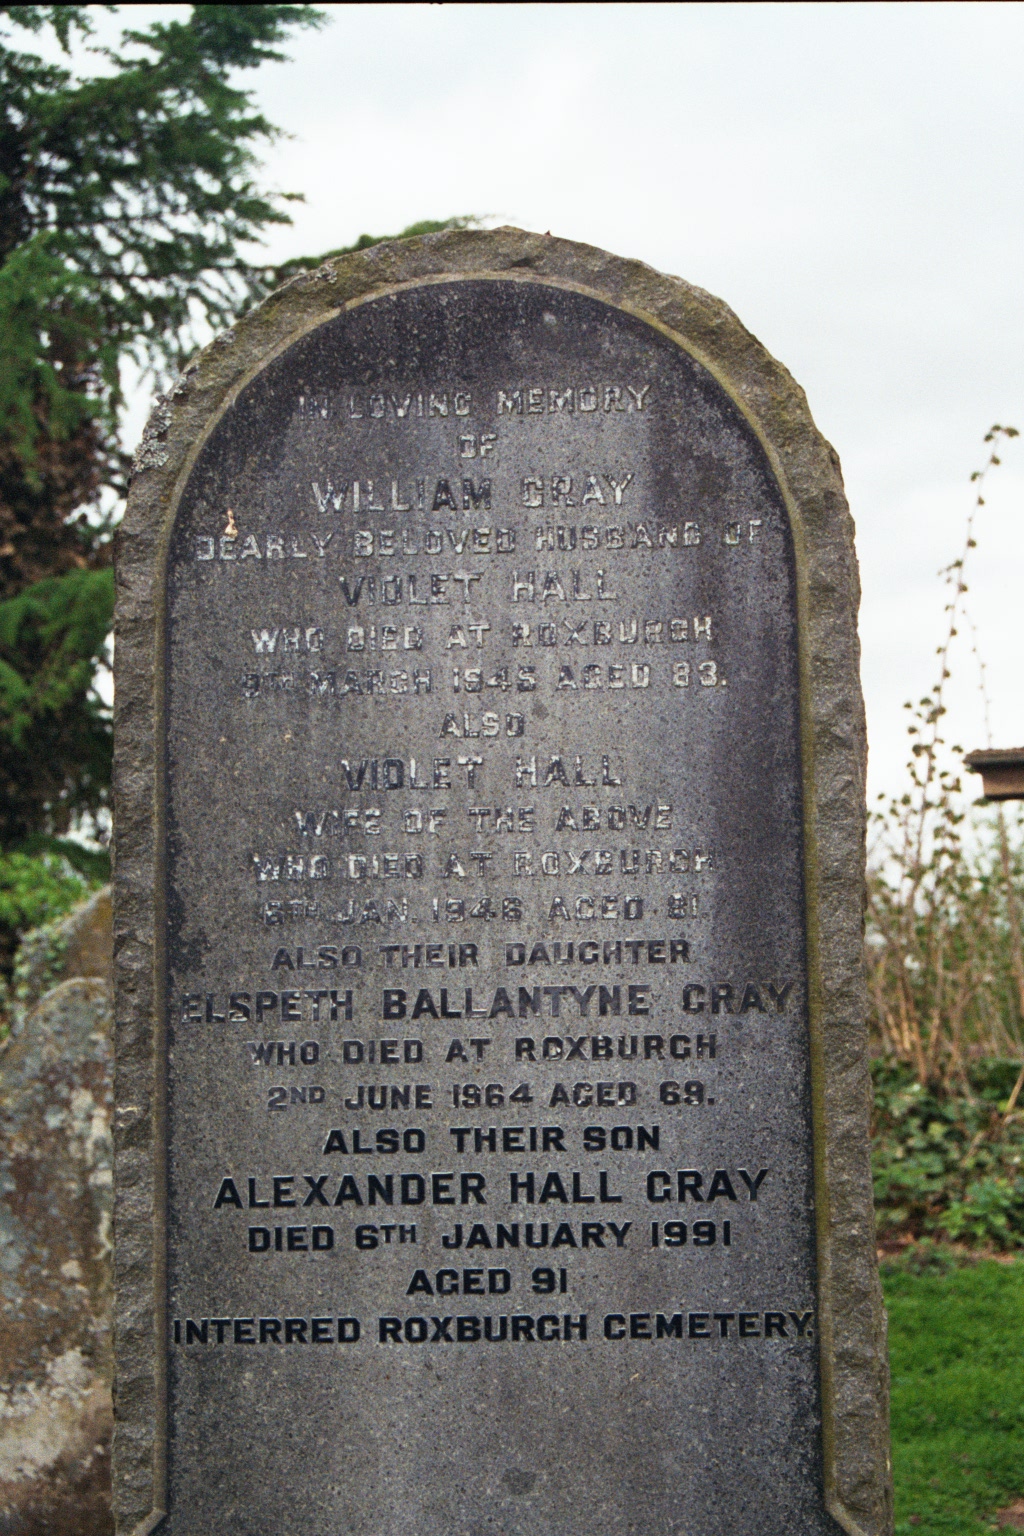 IN LOVING MEMORY
OF
WILLIAM GRAY
DEARLY BELOVED HUSBAND OF
VIOLET HALL
WHO DIED AT ROXBURGH
9TH MARCH 1945 AGED 83.
ALSO
VIOLET HALL
WIFE OF THE ABOVE
WHO DIED AT ROXBURGH
JAN. 1946 AGED 81.
ALSO THEIR DAUGHTER
ELSPETH BALLANTYNE GRAY
WHO DIED AT ROXBURGH
2ND JUNE 1964 AGED 69.
ALSO THEIR SON
ALEXANDER HALL GRAY
DIED 6TH JANUARY 1991
AGED 91
INTERRED ROXBURGH CEMETERY.